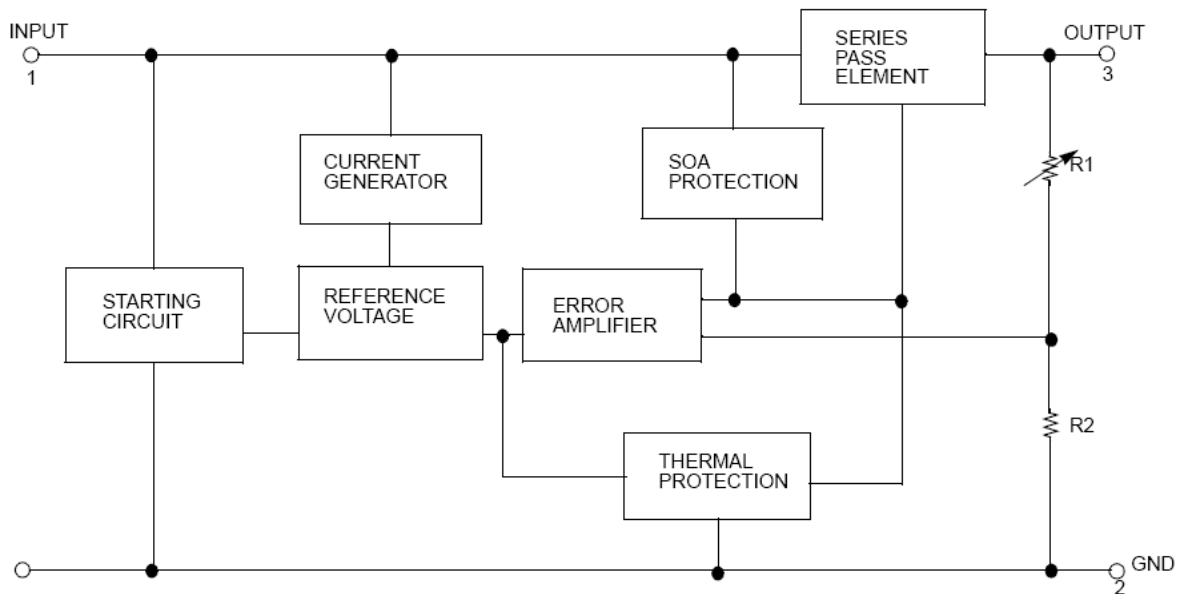 INPUT
1
SERIES
PASS
ELEMENT
OUTPUT
3
CURRENT
GENERATOR
SOA
PROTECTION
R1
STARTING
CIRCUIT
REFERENCE
VOLTAGE
ERROR
AMPLIFIER
R2
THERMAL
PROTECTION
GND
2